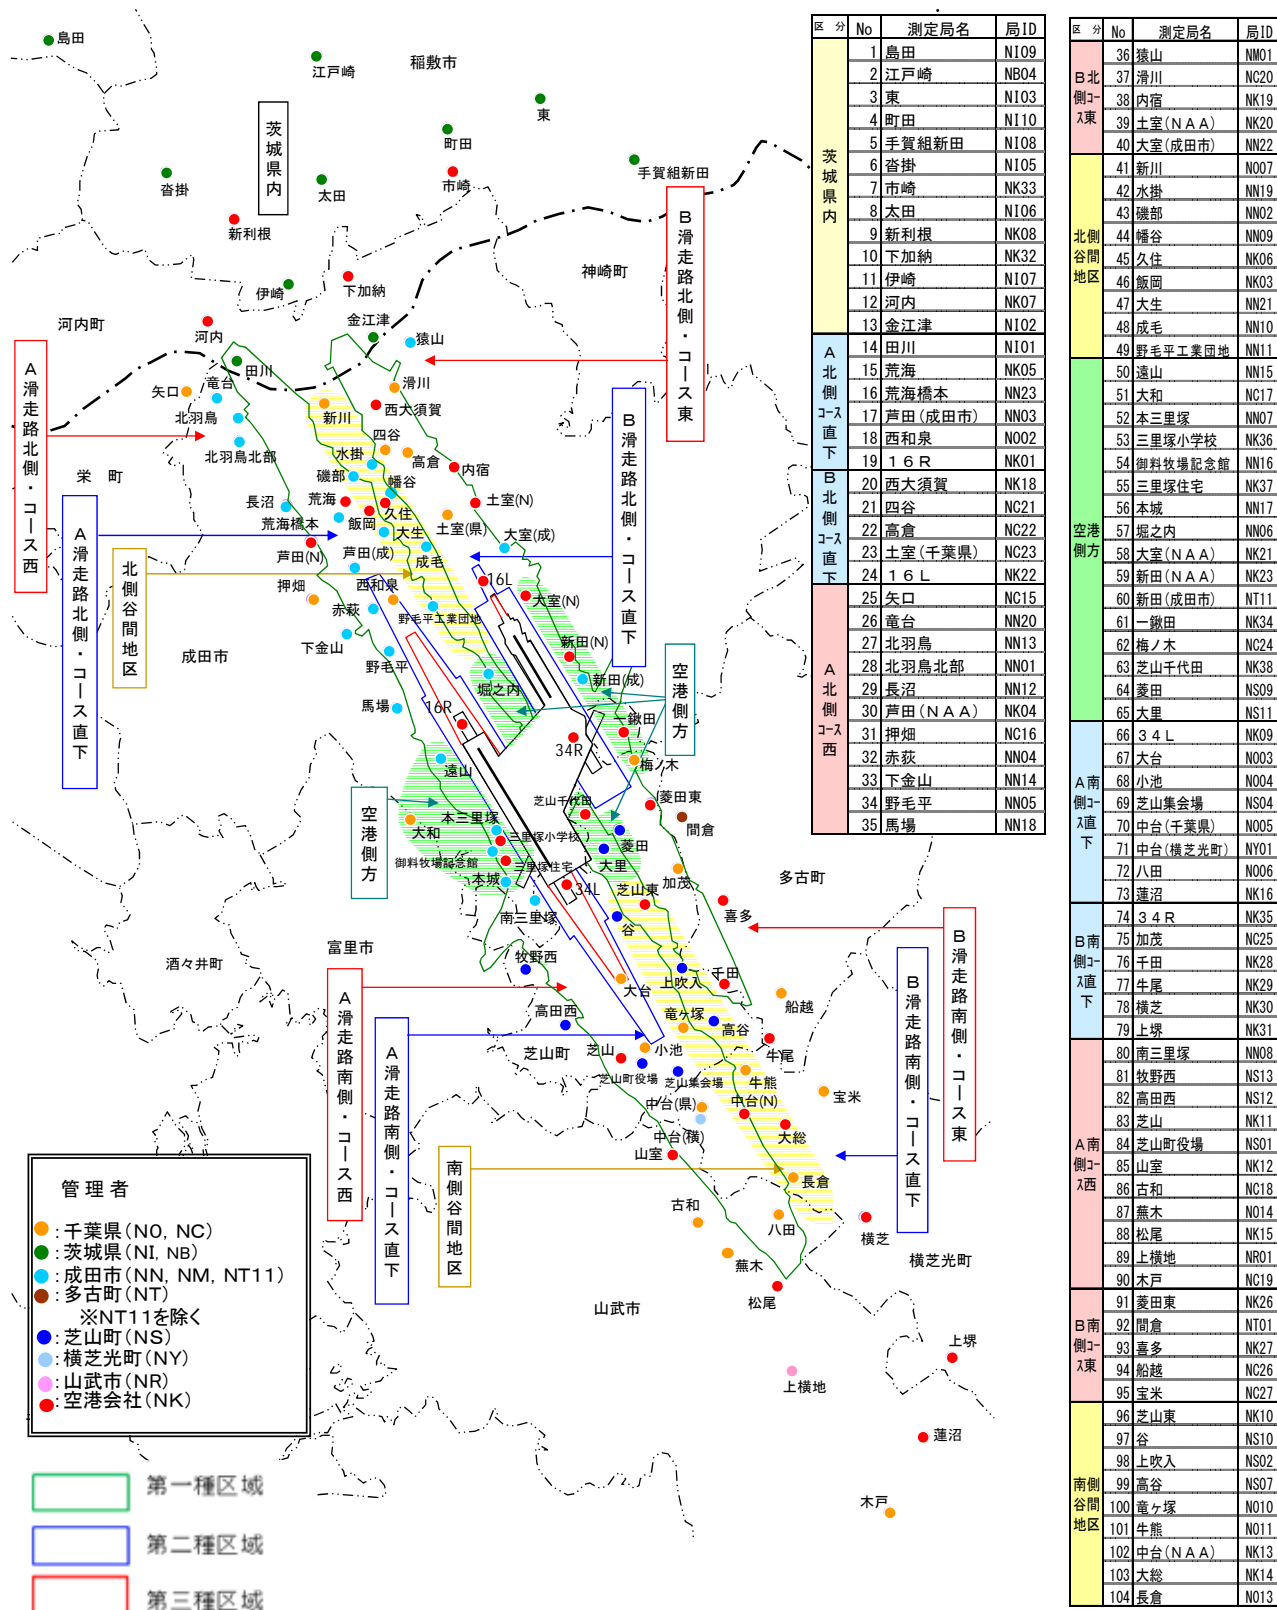 島田
江戸崎
稲敷市
東
茨城県内
町田
手賀組新田
市崎
沓掛
太田
新利根
B滑走路北側・コース東
神崎町
伊崎
下加納
河内町
河内
金江津
猿山
A滑走路北側・コース西
田川
竜台
矢口
北羽鳥
北羽鳥北部
滑川
西大須賀
新川
四谷
高倉
B滑走路北側・コース直下
水掛
磯部
幡谷
内宿
土室(N)
栄 町
A滑走路北側・コース直下
長沼
荒海
荒海橋本
飯岡
久住
土室(県)
大生
大室(成)
芦田(N)
芦田(成)
成毛
北側谷間地区
押畑
西和泉
16L
大室(N)
赤萩
野毛平工業団地
成田市
下金山
野毛平
新田(N)
新田(成)
空港側方
堀之内
馬場
16R
一鍬田
34R
梅ノ木
遠山
空港側方
芝山千代田
菱田東
間倉
大和
本三里塚
三里塚小学校
御料牧場記念館
三里塚住宅
菱田
大里
本城
34L
芝山東
加茂
多古町
喜多
南三里塚
谷
B滑走路南側・コース東
富里市
酒々井町
牧野西
上吹入
千田
B滑走路南側・コース直下
A滑走路南側・コース西
大台
船越
高田西
竜ヶ塚
高谷
A滑走路南側・コース直下
芝山町
芝山
小池
牛尾
芝山町役場
芝山集会場
牛熊
宝米
中台(県)
中台(N)
中台(横)
大総
山室
南側谷間地区
長倉
古和
八田
横芝
蕪木
横芝光町
松尾
山武市
上堺
上横地
蓮沼
木戸
管理者
：千葉県(NO, NC)
：茨城県(NI, NB)
：成田市(NN, NM, NT11)
：多古町(NT)
※NT11を除く
：芝山町(NS)
：横芝光町(NY)
：山武市(NR)
：空港会社(NK)
第一種区域
第二種区域
第三種区域
区 分 No 測定局名 局ID
茨城県内
1 島田 NI09
2 江戸崎 NB04
3 東 NI03
4 町田 NI10
5 手賀組新田 NI08
6 沓掛 NI05
7 市崎 NK33
8 太田 NI06
9 新利根 NK08
10 下加納 NK32
11 伊崎 NI07
12 河内 NK07
13 金江津 NI02
A北側コース直下
14 田川 NI01
15 荒海 NK05
16 荒海橋本 NN23
17 芦田(成田市) NN03
18 西和泉 NO02
19 １６Ｒ NK01
B北側コース直下
20 西大須賀 NK18
21 四谷 NC21
22 高倉 NC22
23 土室(千葉県) NC23
24 １６Ｌ NK22
A北側コース西
25 矢口 NC15
26 竜台 NN20
27 北羽鳥 NN13
28 北羽鳥北部 NN01
29 長沼 NN12
30 芦田(ＮＡＡ) NK04
31 押畑 NC16
32 赤荻 NN04
33 下金山 NN14
34 野毛平 NN05
35 馬場 NN18
区 分 No 測定局名 局ID
B北側コース東
36 猿山 NM01
37 滑川 NC20
38 内宿 NK19
39 土室(ＮＡＡ) NK20
40 大室(成田市) NN22
北側谷間地区
41 新川 NO07
42 水掛 NN19
43 磯部 NN02
44 幡谷 NN09
45 久住 NK06
46 飯岡 NK03
47 大生 NN21
48 成毛 NN10
49 野毛平工業団地 NN11
空港側方
50 遠山 NN15
51 大和 NC17
52 本三里塚 NN07
53 三里塚小学校 NK36
54 御料牧場記念館 NN16
55 三里塚住宅 NK37
56 本城 NN17
57 堀之内 NN06
58 大室(ＮＡＡ) NK21
59 新田(ＮＡＡ) NK23
60 新田(成田市) NT11
61 一鍬田 NK34
62 梅ノ木 NC24
63 芝山千代田 NK38
64 菱田 NS09
65 大里 NS11
A南側コース直下
66 ３４Ｌ NK09
67 大台 NO03
68 小池 NO04
69 芝山集会場 NS04
70 中台(千葉県) NO05
71 中台(横芝光町) NY01
72 八田 NO06
73 蓮沼 NK16
B南側コース直下
74 ３４Ｒ NK35
75 加茂 NC25
76 千田 NK28
77 牛尾 NK29
78 横芝 NK30
79 上堺 NK31
A南側コース西
80 南三里塚 NN08
81 牧野西 NS13
82 高田西 NS12
83 芝山 NK11
84 芝山町役場 NS01
85 山室 NK12
86 古和 NC18
87 蕪木 NO14
88 松尾 NK15
89 上横地 NR01
90 木戸 NC19
B南側コース東
91 菱田東 NK26
92 間倉 NT01
93 喜多 NK27
94 船越 NC26
95 宝米 NC27
南側谷間地区
96 芝山東 NK10
97 谷 NS10
98 上吹入 NS02
99 高谷 NS07
100 竜ヶ塚 NO10
101 牛熊 NO11
102 中台(ＮＡＡ) NK13
103 大総 NK14
104 長倉 NO13